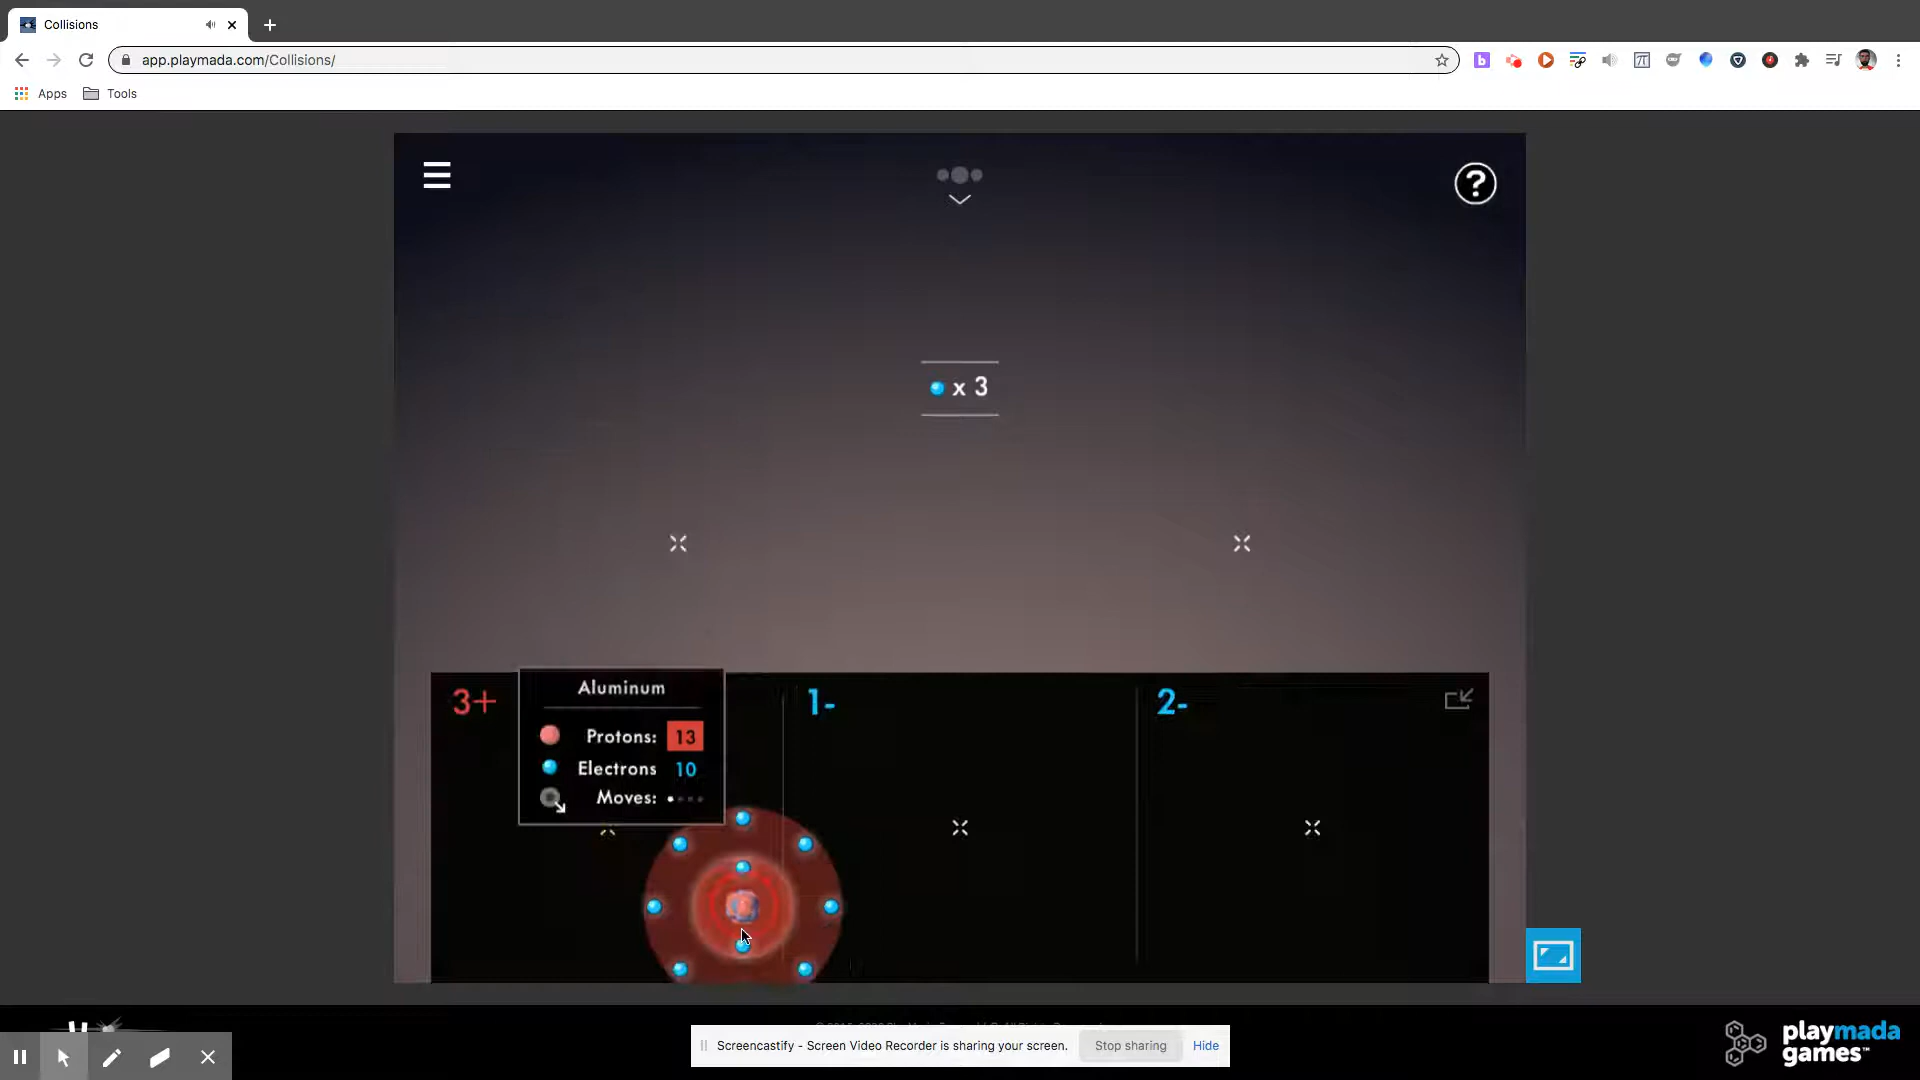 Collisions
app.playmada.com/Collisions/
Apps
Tools
?
x 3
3+
Aluminum
Protons: 13
Electrons 10
Moves:
1-
2-
Screencastify - Screen Video Recorder is sharing your screen.
Stop sharing
Hide
playmada
games™